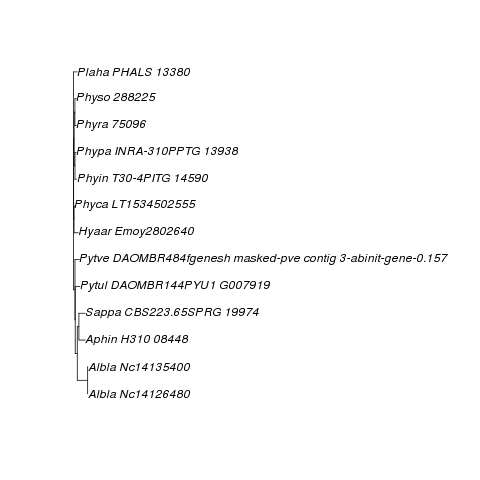 Plaha PHALS 13380
Physo 288225
Phyra 75096
Phypa INRA-310PPTG 13938
Phyin T30-4PITG 14590
Phyca LT1534502555
Hyaar Emoy2802640
Pytve DAOMBR484fgenesh masked-pve contig 3-abinit-gene-0.157
Pytul DAOMBR144PYU1 G007919
Sappa CBS223.65SPRG 19974
Aphin H310 08448
Albla Nc14135400
Albla Nc14126480